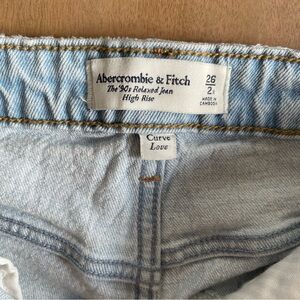 Abercrombie & Fitch
The '90s Relaxed Jean
High Rise
26
2S
MADE IN
CAMBODIA
Curve
Love